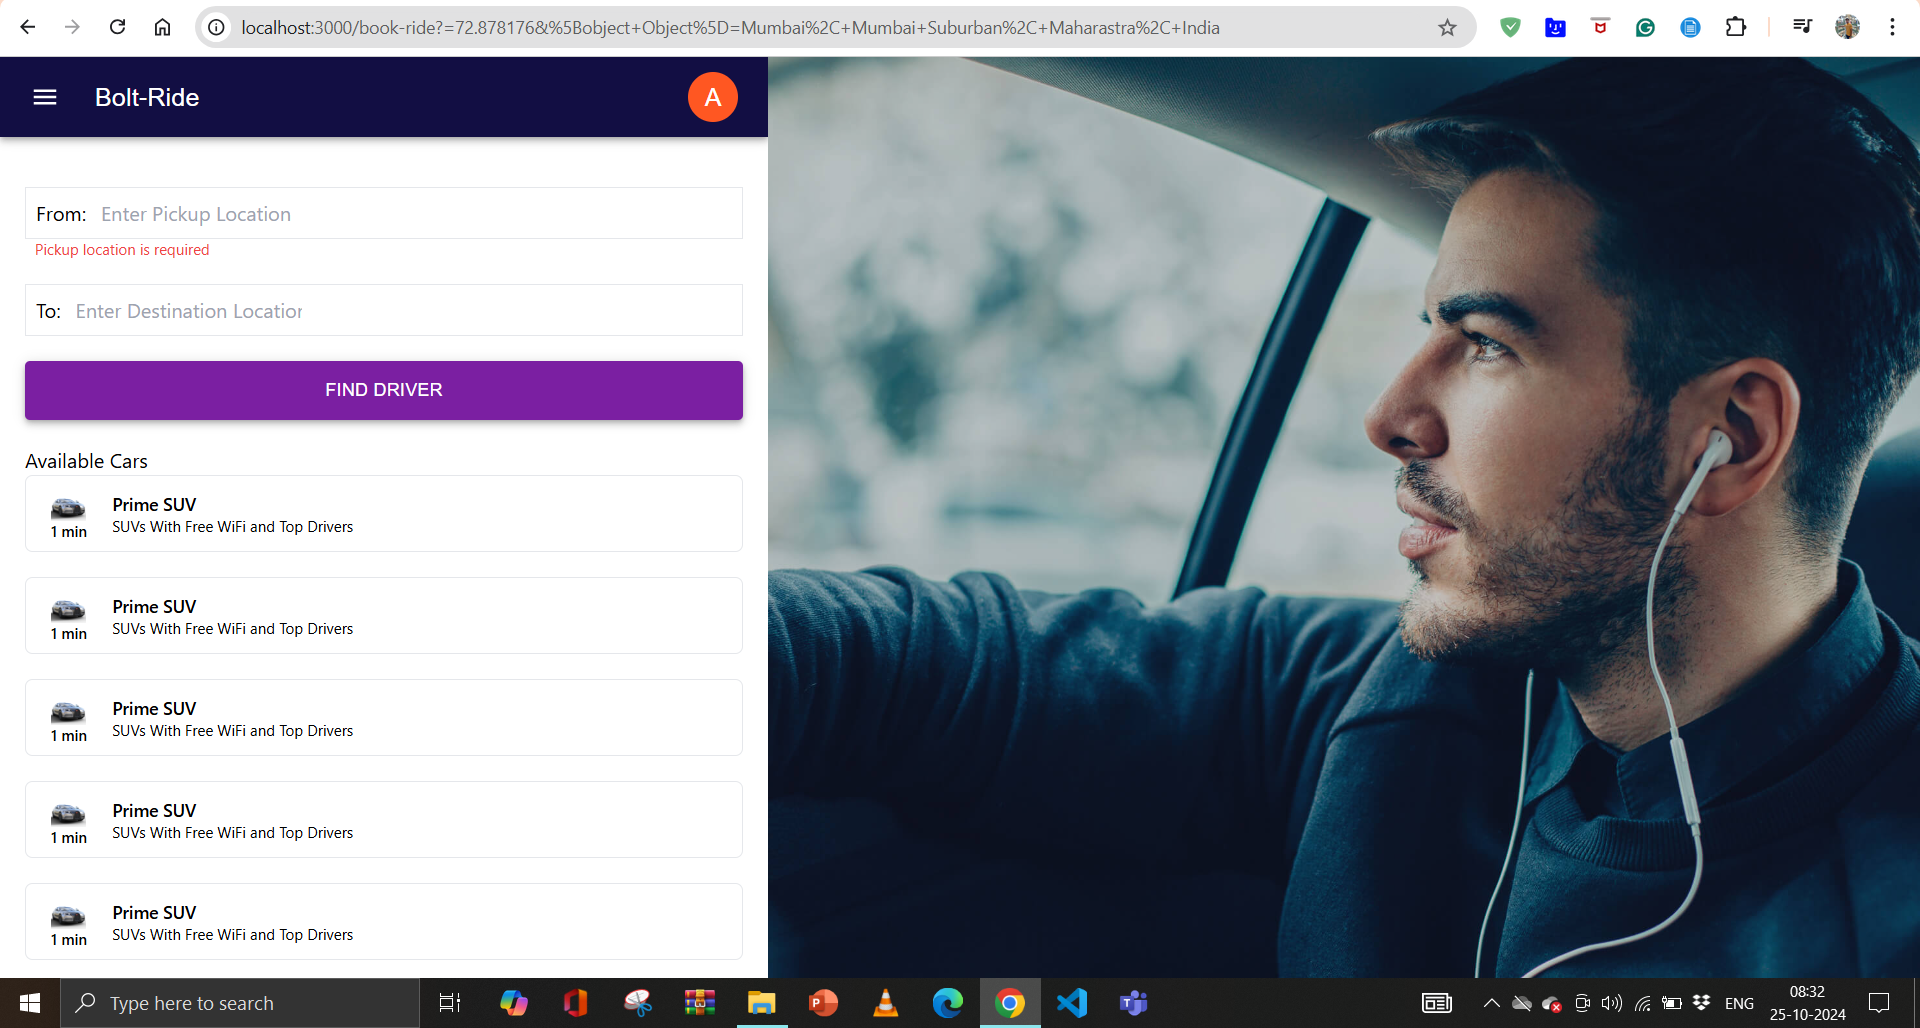 localhost:3000/book-ride?=72.878176&%5Bobject+Object%5D=Mumbai%2C+Mumbai+Suburban%2C+Maharastra%2C+India
Bolt-Ride
A
From: Enter Pickup Location
Pickup location is required
To: Enter Destination Location
FIND DRIVER
Available Cars
Prime SUV
SUVs With Free WiFi and Top Drivers
1 min
Prime SUV
SUVs With Free WiFi and Top Drivers
1 min
Prime SUV
SUVs With Free WiFi and Top Drivers
1 min
Prime SUV
SUVs With Free WiFi and Top Drivers
1 min
Prime SUV
SUVs With Free WiFi and Top Drivers
1 min
Type here to search
ENG
08:32
25-10-2024